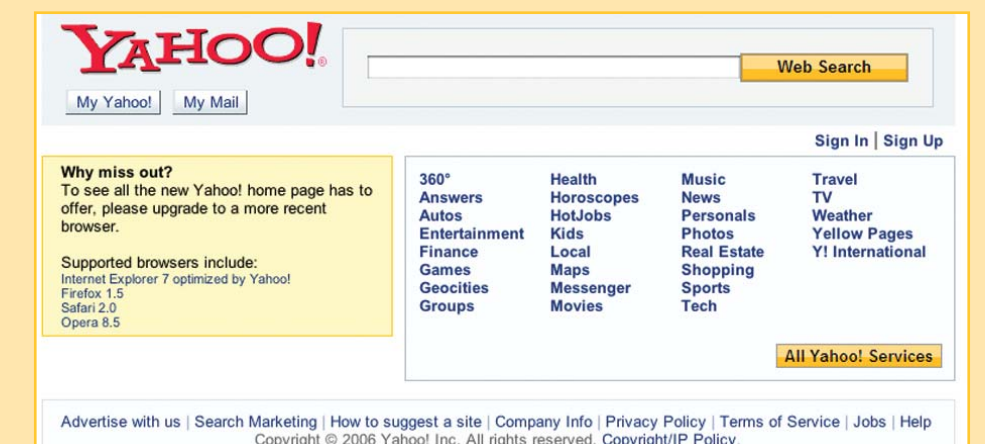 YAHOO!®
Web Search
My Yahoo! My Mail
Sign In | Sign Up
Why miss out?
To see all the new Yahoo! home page has to
offer, please upgrade to a more recent
browser.
Supported browsers include:
Internet Explorer 7 optimized by Yahoo!
Firefox 1.5
Safari 2.0
Opera 8.5
360°
Answers
Autos
Entertainment
Finance
Games
Geocities
Groups
Health
Horoscopes
HotJobs
Kids
Local
Maps
Messenger
Movies
Music
News
Personals
Photos
Real Estate
Shopping
Sports
Tech
Travel
TV
Weather
Yellow Pages
Y! International
All Yahoo! Services
Advertise with us | Search Marketing | How to suggest a site | Company Info | Privacy Policy | Terms of Service | Jobs | Help
Copyright © 2006 Yahoo! Inc. All rights reserved. Copyright/IP Policy.